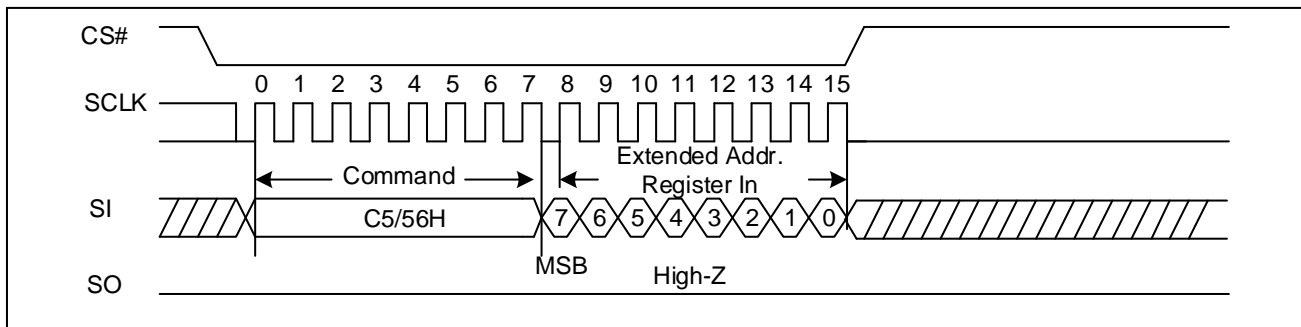 CS#
0 1 2 3 4 5 6 7 8 9 10 11 12 13 14 15
SCLK
Command
Extended Addr.
Register In
SI
C5/56H
7 6 5 4 3 2 1 0
MSB
High-Z
SO